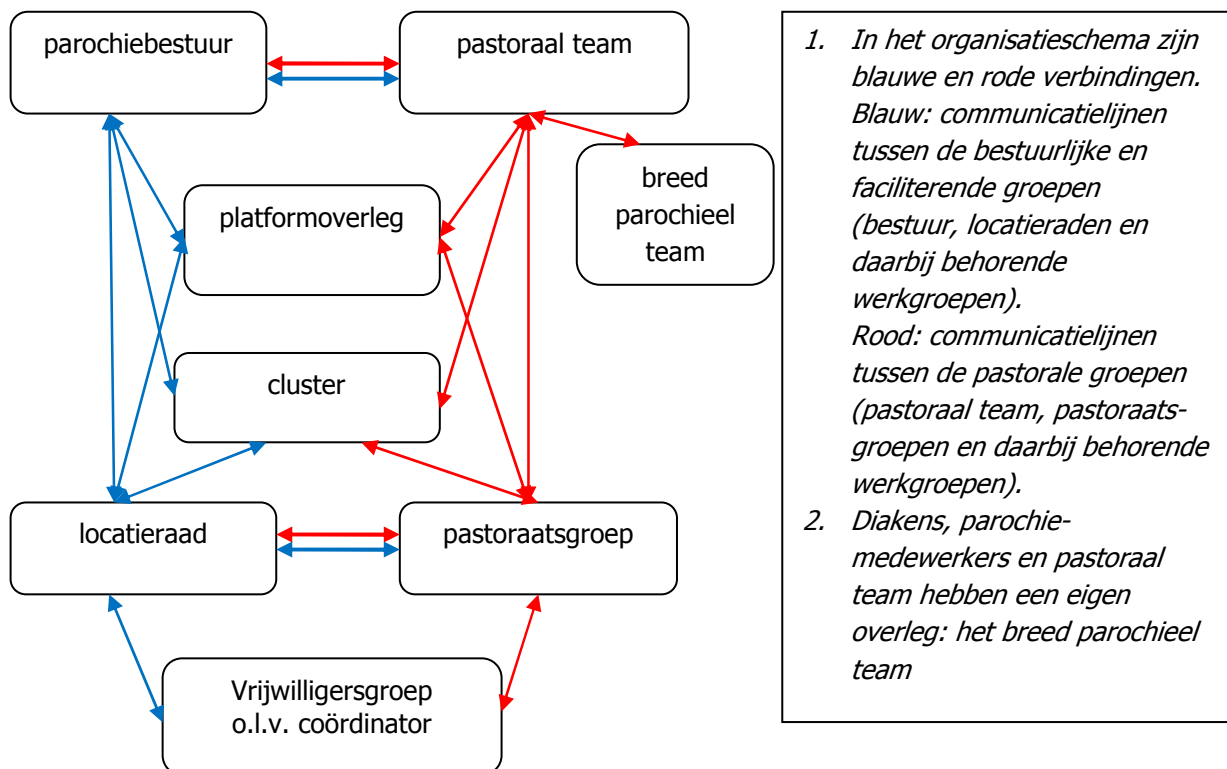 parochiebestuur
pastoraal team
breed
parochieel
team
platformoverleg
cluster
locatieraad
pastoraatsgroep
Vrijwilligersgroep
o.l.v. coördinator
1. In het organisatieschema zijn
blauwe en rode verbindingen.
Blauw: communicatielijnen
tussen de bestuurlijke en
faciliterende groepen
(bestuur, locatieraden en
daarbij behorende
werkgroepen).
Rood: communicatielijnen
tussen de pastorale groepen
(pastoraal team, pastoraats-
groepen en daarbij behorende
werkgroepen).
2. Diakens, parochie-
medewerkers en pastoraal
team hebben een eigen
overleg: het breed parochieel
team